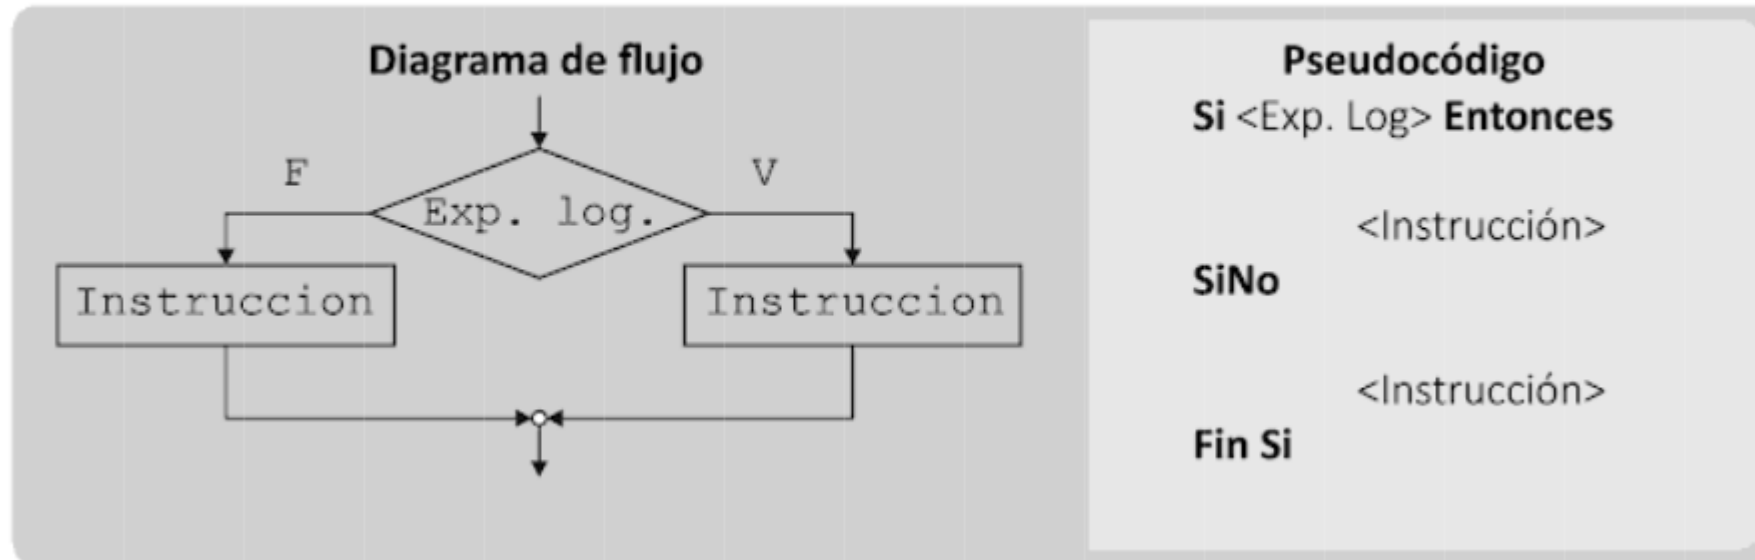 Diagrama de flujo
F
V
Exp. log.
Instruccion
Instruccion
Pseudocódigo
Si <Exp. Log> Entonces
<Instrucción>
SiNo
<Instrucción>
Fin Si